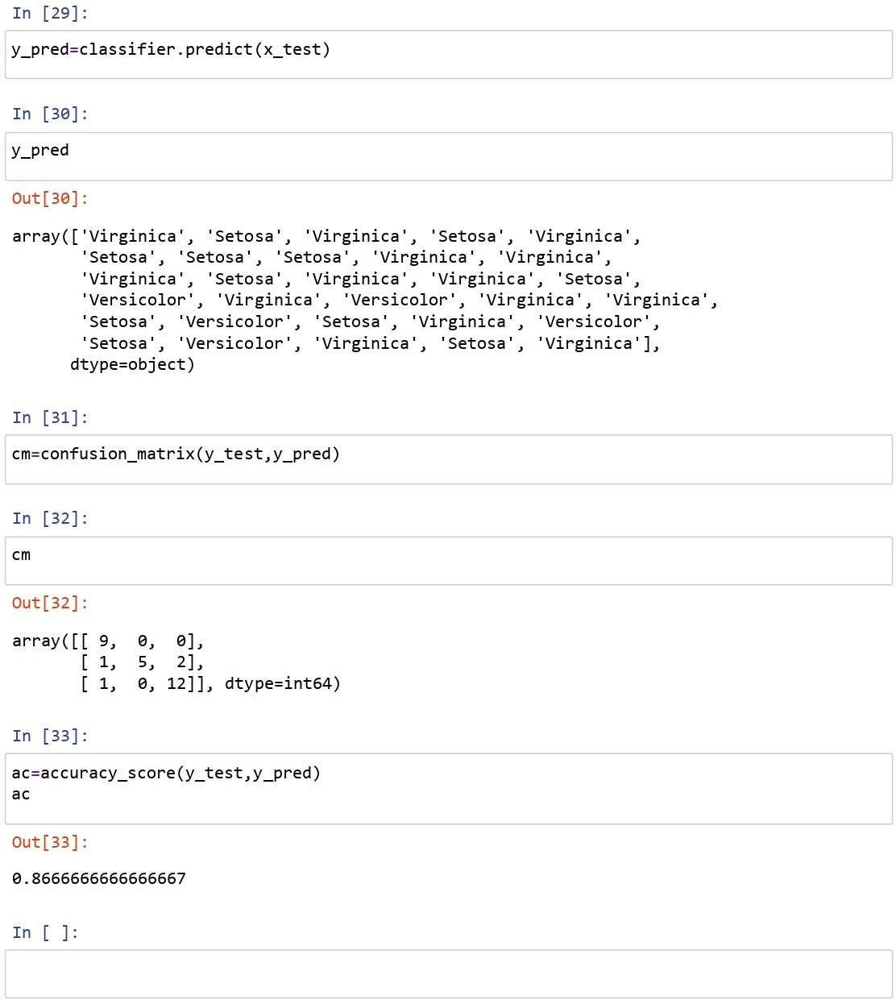 In [29]:
y_pred=classifier.predict(x_test)
In [30]:
y_pred
Out[30]:
array(['Virginica', 'Setosa', 'Virginica', 'Setosa', 'Virginica',
       'Setosa', 'Setosa', 'Setosa', 'Virginica', 'Virginica',
       'Virginica', 'Setosa', 'Virginica', 'Virginica', 'Setosa',
       'Versicolor', 'Virginica', 'Versicolor', 'Virginica', 'Virginica',
       'Setosa', 'Versicolor', 'Setosa', 'Virginica', 'Versicolor',
       'Setosa', 'Versicolor', 'Virginica', 'Setosa', 'Virginica'],
      dtype=object)
In [31]:
cm=confusion_matrix(y_test,y_pred)
In [32]:
cm
Out[32]:
array([[ 9,  0,  0],
       [ 1,  5,  2],
       [ 1,  0, 12]], dtype=int64)
In [33]:
ac=accuracy_score(y_test,y_pred)
ac
Out[33]:
0.8666666666666667
In [ ]: